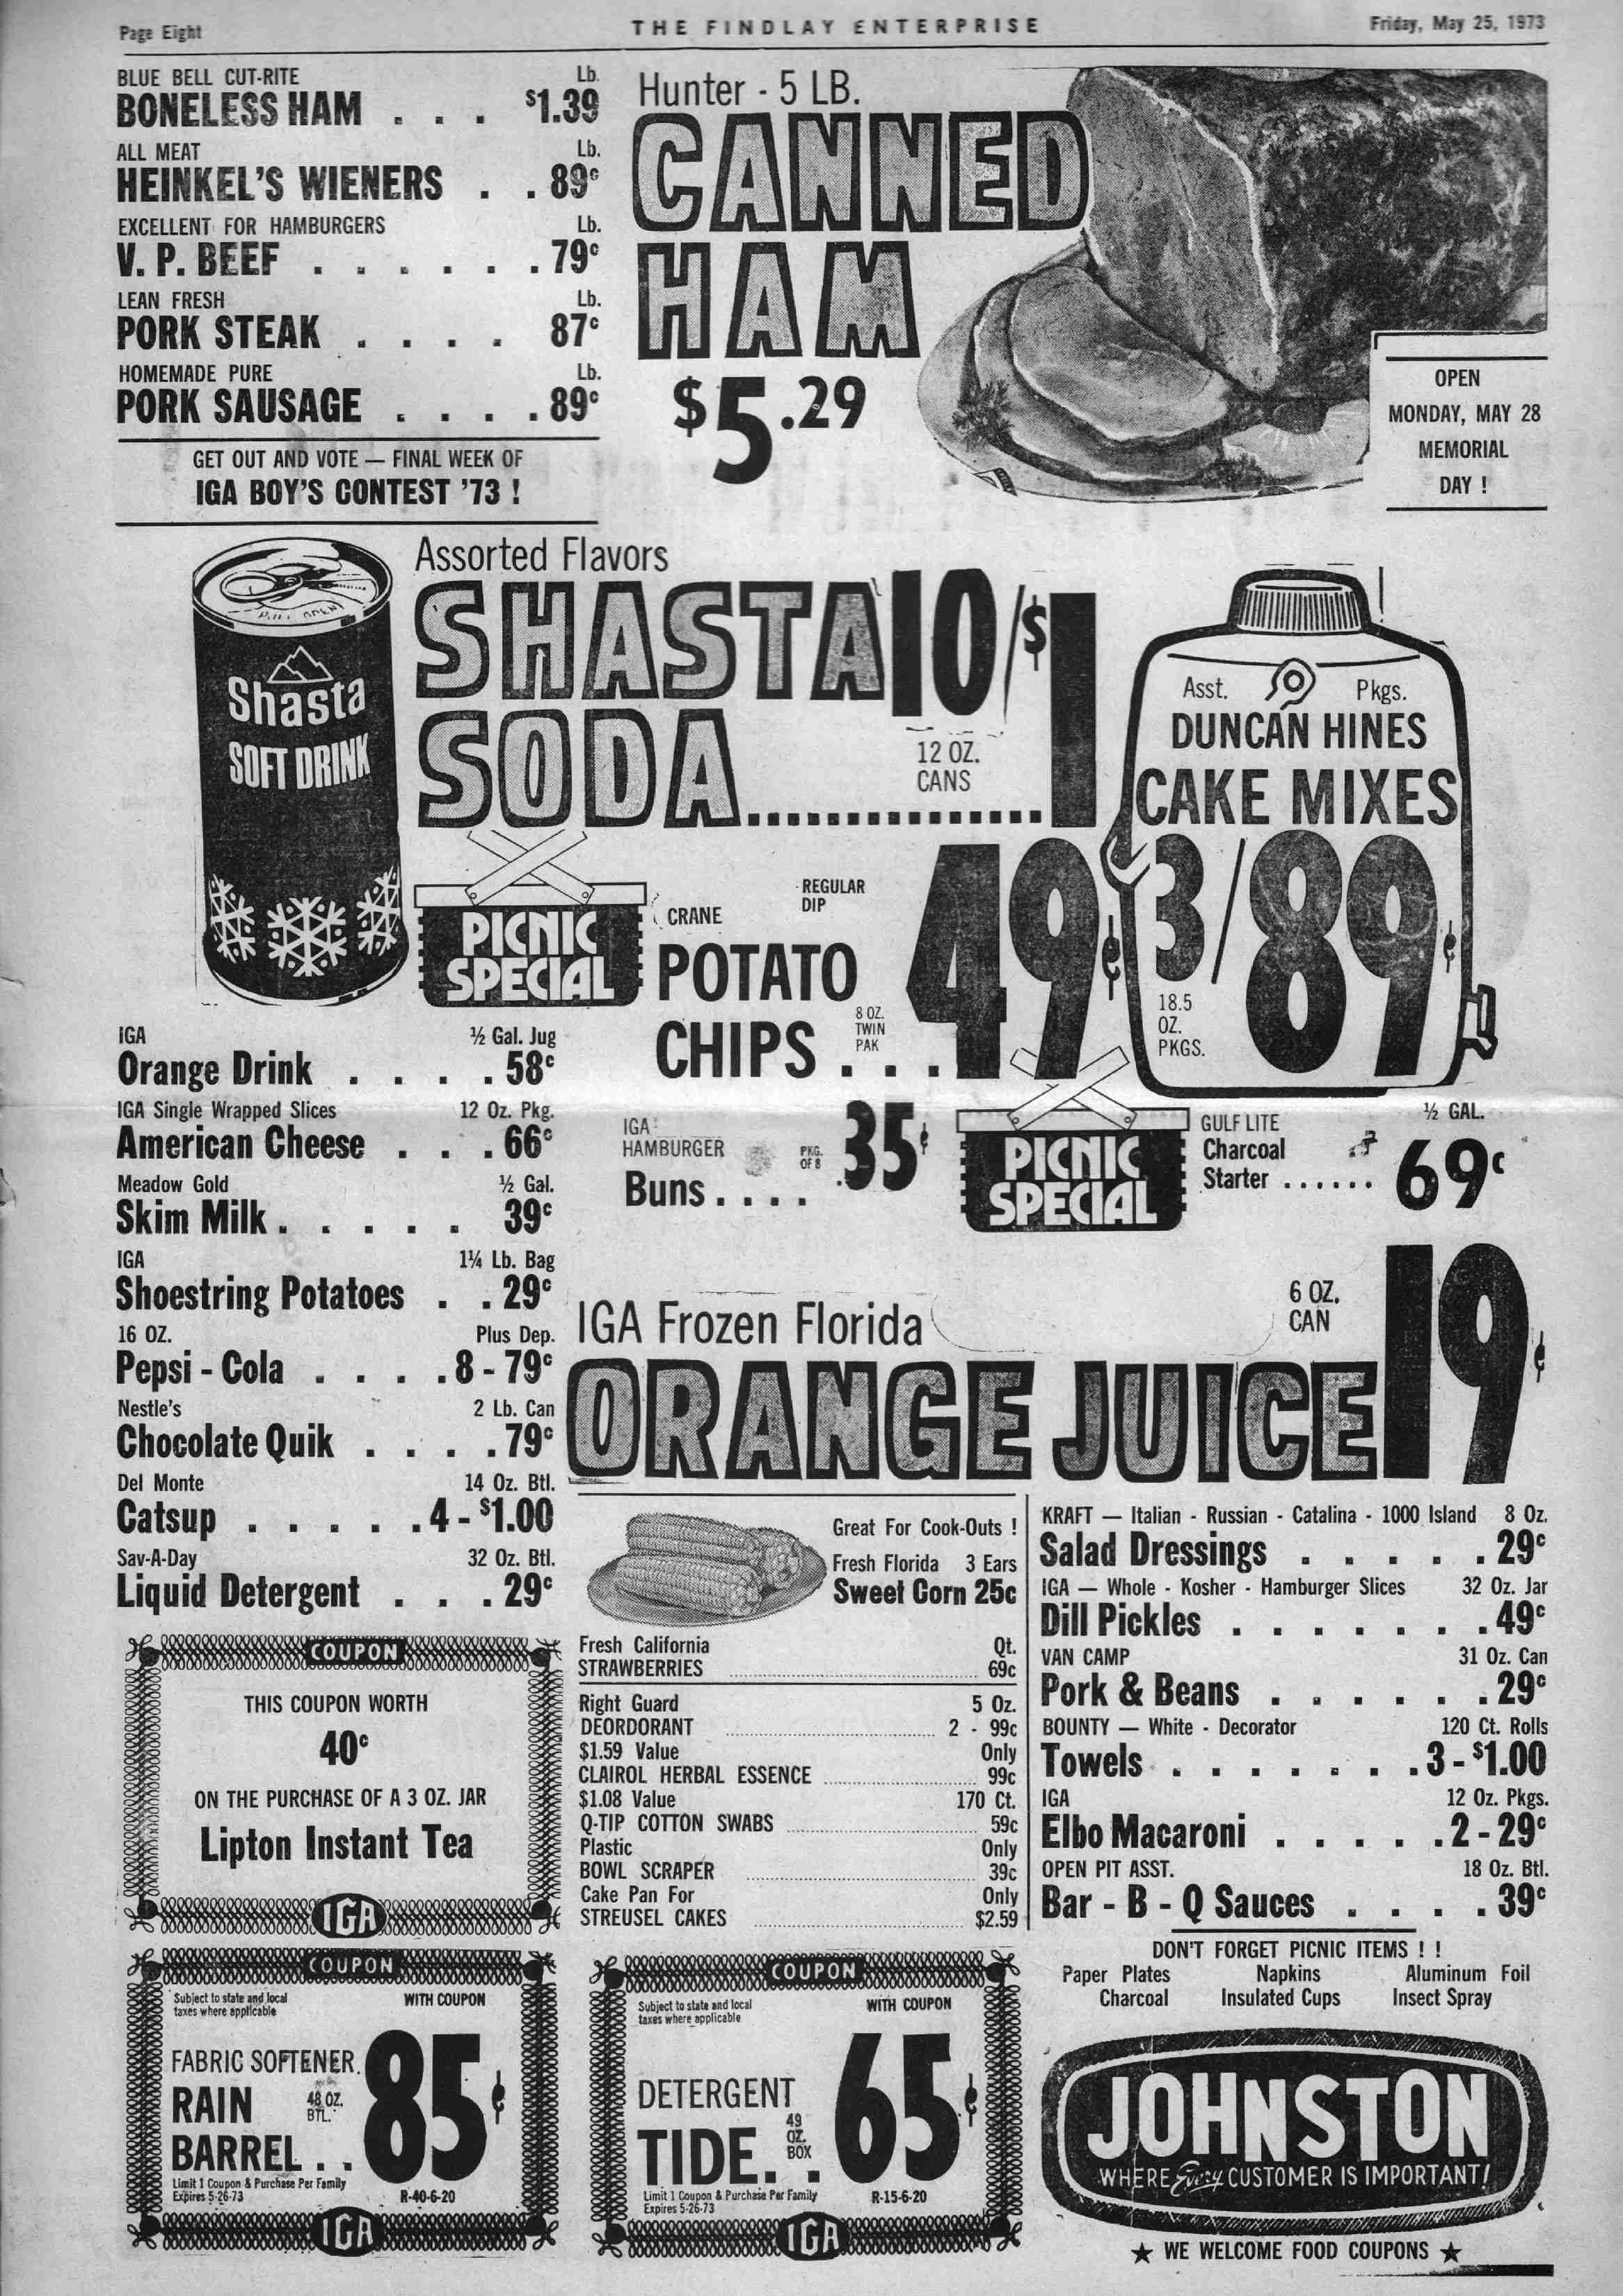 Page Eight
THE FINDLAY ENTERPRISE
Friday, May 25, 1973
BLUE BELL CUT-RITE Lb.
BONELESS HAM . . . $1.39
ALL MEAT Lb.
HEINKEL'S WIENERS . . 89c
EXCELLENT FOR HAMBURGERS Lb.
V. P. BEEF . . . . . . 79c
LEAN FRESH Lb.
PORK STEAK . . . . 87c
HOMEMADE PURE Lb.
PORK SAUSAGE . . . . 89c
GET OUT AND VOTE — FINAL WEEK OF
IGA BOY'S CONTEST '73 !
Hunter - 5 LB.
CANNED
HAM
$5.29
OPEN
MONDAY, MAY 28
MEMORIAL
DAY !
PULL OPEN
Shasta
SOFT DRINK
Assorted Flavors
SHASTA 10/$1
SODA...............
12 OZ.
CANS
Asst. Pkgs.
DUNCAN HINES
CAKE MIXES
3/89¢
18.5
OZ.
PKGS.
PICNIC
SPECIAL
CRANE
REGULAR
DIP
POTATO
CHIPS . . .
8 OZ.
TWIN
PAK
49¢
IGA ½ Gal. Jug
Orange Drink . . . . 58c
IGA Single Wrapped Slices 12 Oz. Pkg.
American Cheese . . . 66c
Meadow Gold ½ Gal.
Skim Milk . . . . . 39c
IGA 1¼ Lb. Bag
Shoestring Potatoes . . 29c
16 OZ. Plus Dep.
Pepsi - Cola . . . . 8 - 79c
Nestle's 2 Lb. Can
Chocolate Quik . . . . 79c
Del Monte 14 Oz. Btl.
Catsup . . . . . 4 - $1.00
Sav-A-Day 32 Oz. Btl.
Liquid Detergent . . . 29c
IGA
HAMBURGER
Buns . . . .
PKG.
OF 8
35¢
PICNIC
SPECIAL
GULF LITE
Charcoal
Starter ......
½ GAL.
69c
IGA Frozen Florida
6 OZ.
CAN
ORANGE JUICE 19¢
Great For Cook-Outs !
Fresh Florida 3 Ears
Sweet Corn 25c
Fresh California Qt.
STRAWBERRIES 69c
Right Guard 5 Oz.
DEORDORANT 2 - 99c
$1.59 Value Only
CLAIROL HERBAL ESSENCE 99c
$1.08 Value 170 Ct.
Q-TIP COTTON SWABS 59c
Plastic Only
BOWL SCRAPER 39c
Cake Pan For Only
STREUSEL CAKES $2.59
KRAFT — Italian - Russian - Catalina - 1000 Island 8 Oz.
Salad Dressings . . . . . 29c
IGA — Whole - Kosher - Hamburger Slices 32 Oz. Jar
Dill Pickles . . . . . . . 49c
VAN CAMP 31 Oz. Can
Pork & Beans . . . . . . 29c
BOUNTY — White - Decorator 120 Ct. Rolls
Towels . . . . . . . 3 - $1.00
IGA 12 Oz. Pkgs.
Elbo Macaroni . . . . . 2 - 29c
OPEN PIT ASST. 18 Oz. Btl.
Bar - B - Q Sauces . . . . 39c
DON'T FORGET PICNIC ITEMS ! !
Paper Plates Napkins Aluminum Foil
Charcoal Insulated Cups Insect Spray
COUPON
THIS COUPON WORTH
40c
ON THE PURCHASE OF A 3 OZ. JAR
Lipton Instant Tea
IGA
COUPON
Subject to state and local
taxes where applicable
WITH COUPON
FABRIC SOFTENER
RAIN
BARREL . .
48 OZ.
BTL.
85¢
Limit 1 Coupon & Purchase Per Family
Expires 5-26-73
R-40-6-20
IGA
COUPON
Subject to state and local
taxes where applicable
WITH COUPON
DETERGENT
TIDE. .
49
OZ.
BOX
65¢
Limit 1 Coupon & Purchase Per Family
Expires 5-26-73
R-15-6-20
IGA
JOHNSTON
WHERE Every CUSTOMER IS IMPORTANT!
★ WE WELCOME FOOD COUPONS ★